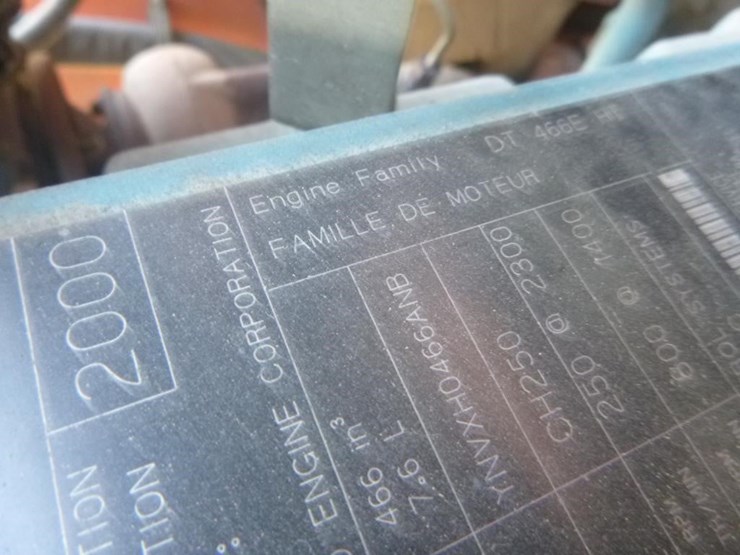 2000
TION
TION
ENGINE CORPORATION
Engine Family DT 466E
FAMILLE DE MOTEUR
466 in³
7.6 L
YNVXH0466ANB
CH250
250 @ 2300
800 @ 1400
SYSTEMS
RPM